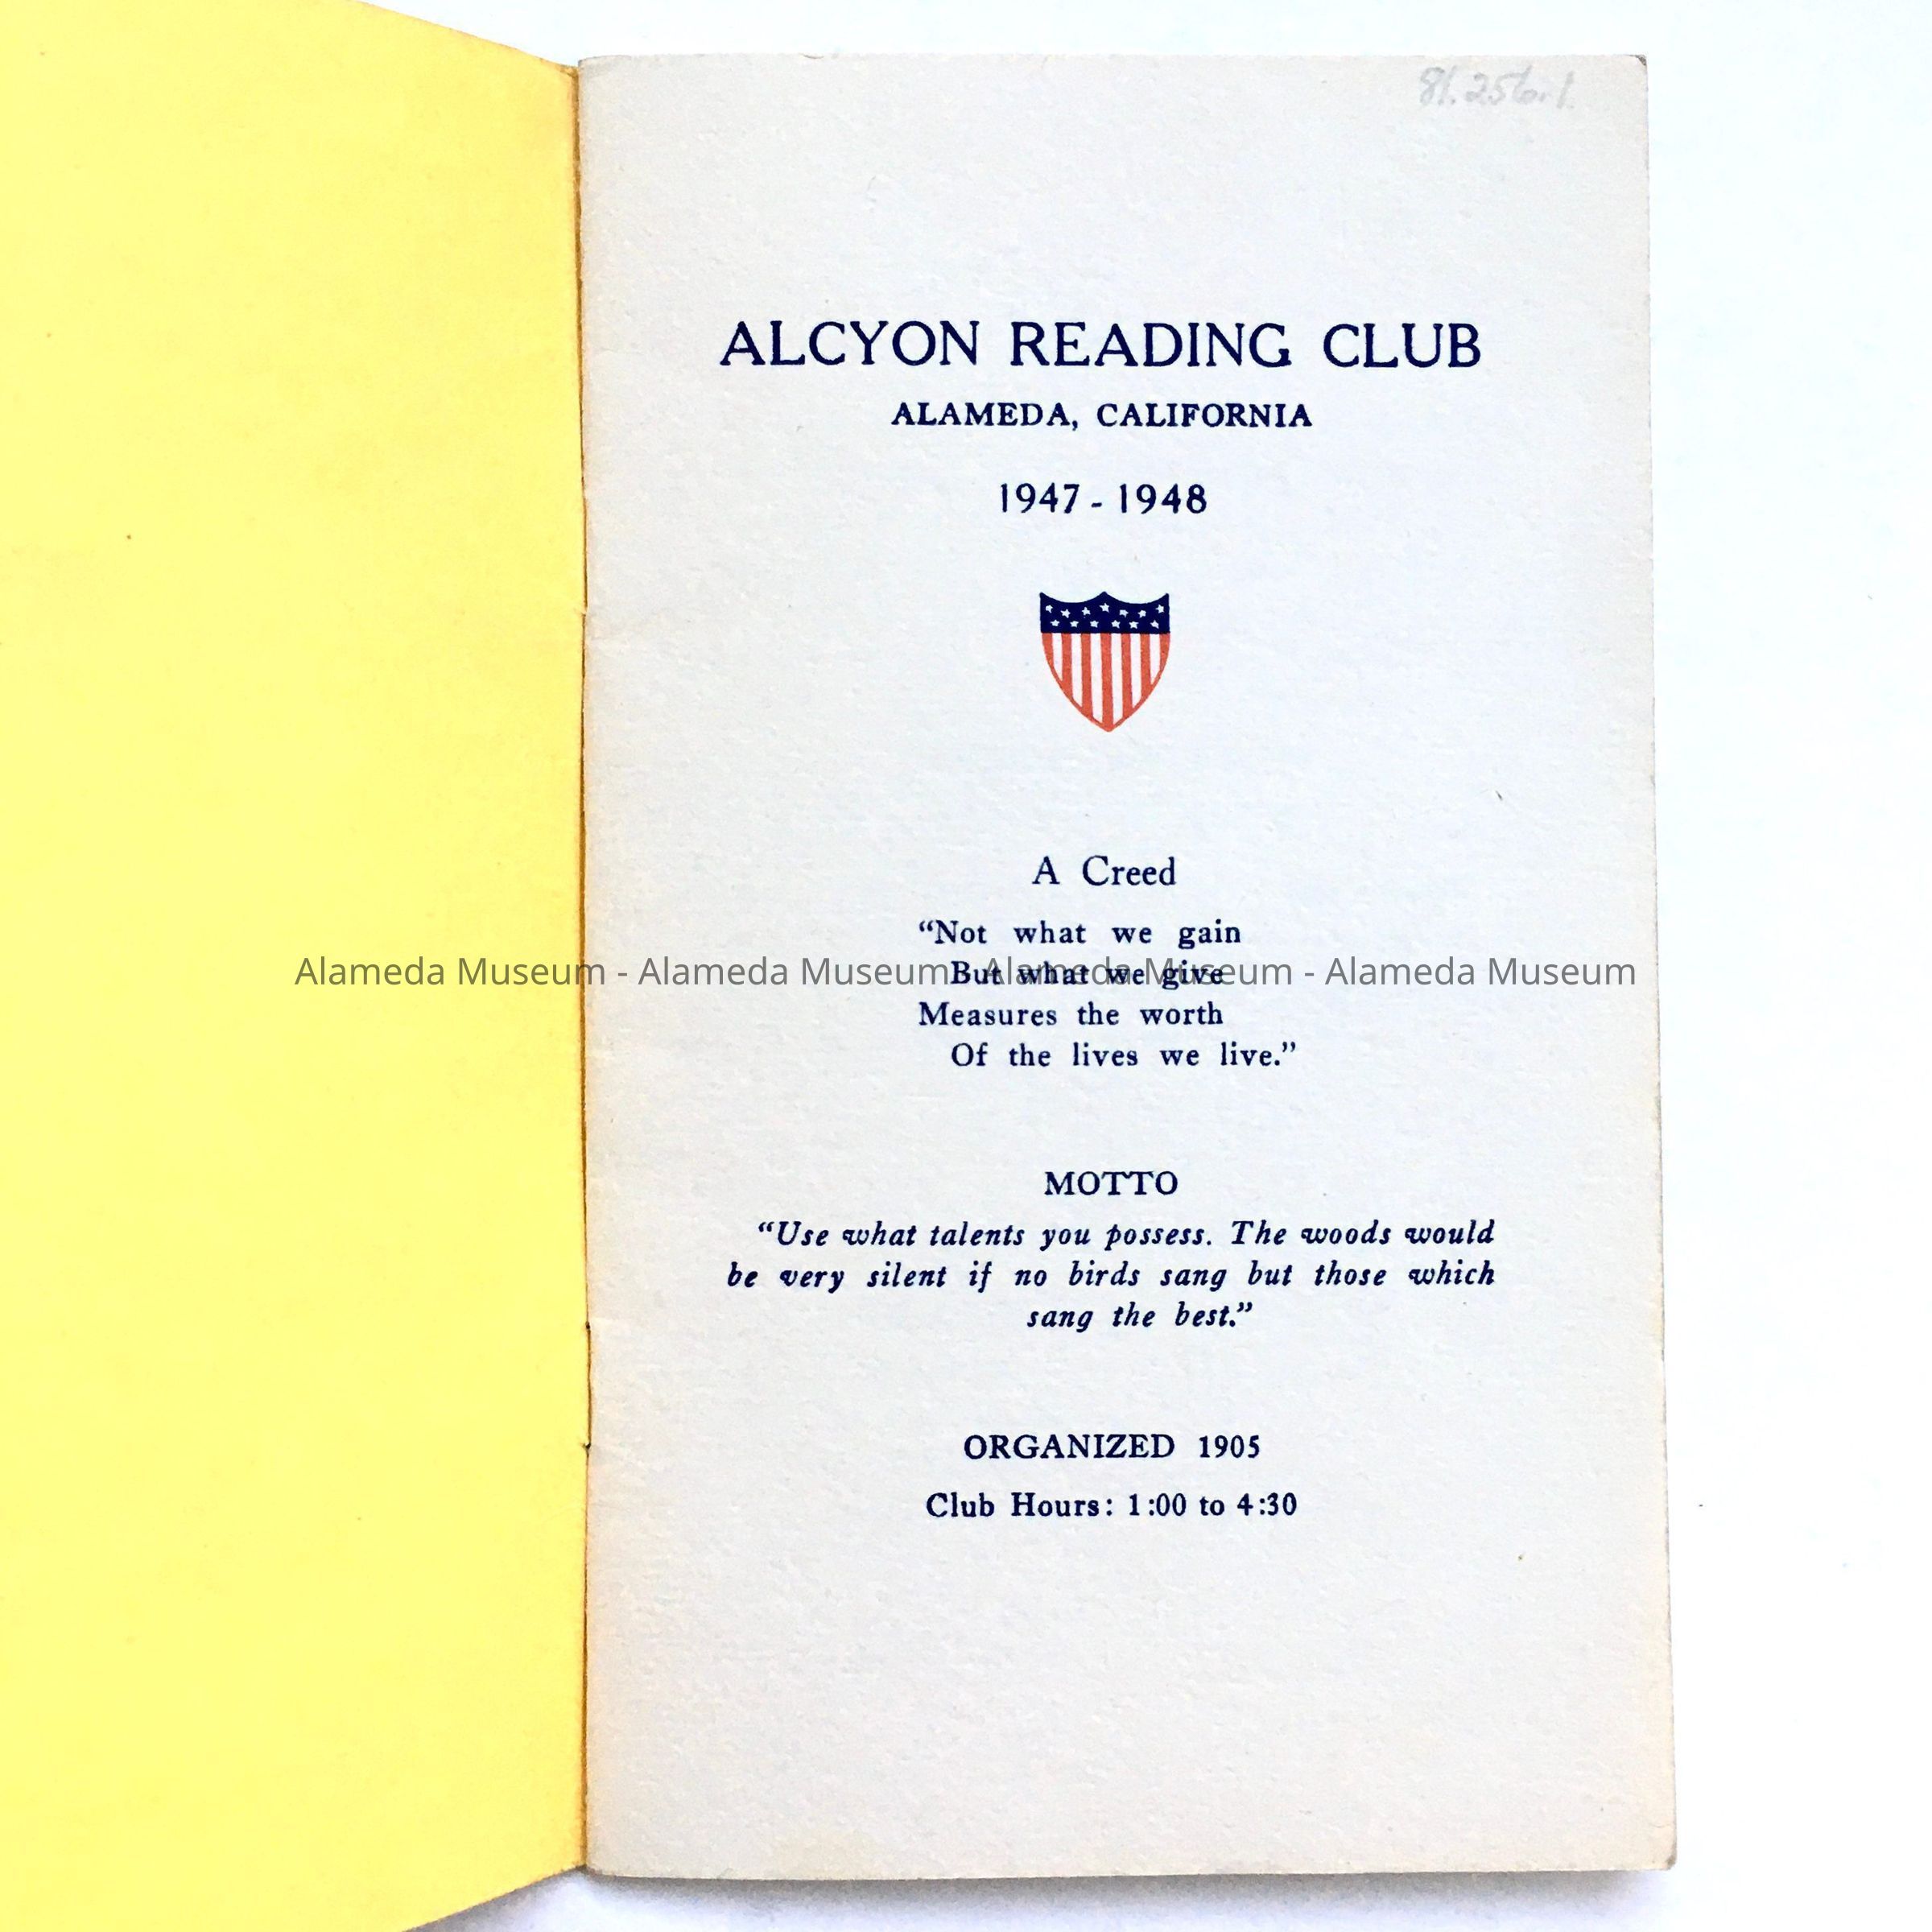 81.256.1
ALCYON READING CLUB
ALAMEDA, CALIFORNIA
1947 - 1948
A Creed
“Not what we gain
But what we give
Measures the worth
Of the lives we live.”
Alameda Museum - Alameda Museum - Alameda Museum - Alameda Museum
MOTTO
“Use what talents you possess. The woods would
be very silent if no birds sang but those which
sang the best.”
ORGANIZED 1905
Club Hours: 1:00 to 4:30